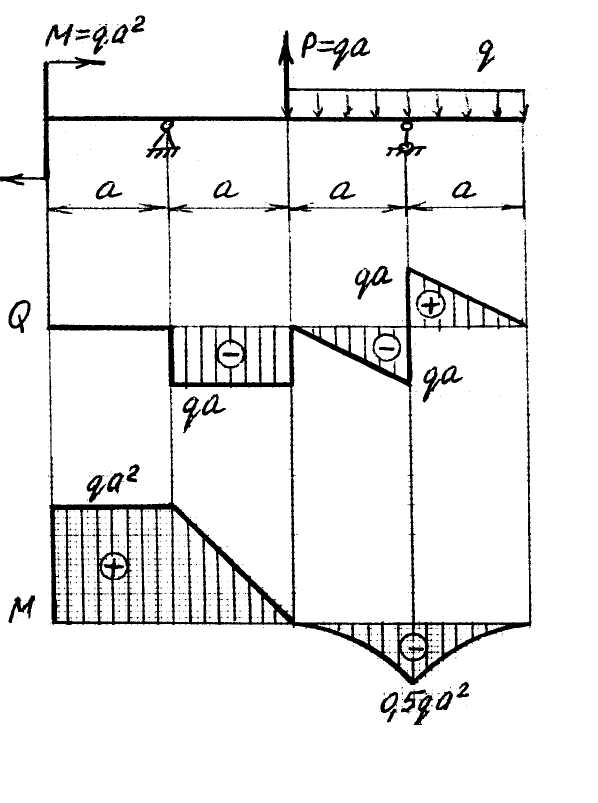 M=qa²
P=qa
q
a a a a
qa
Q
+
−
−
qa
qa
qa²
+
M
−
0,5qa²